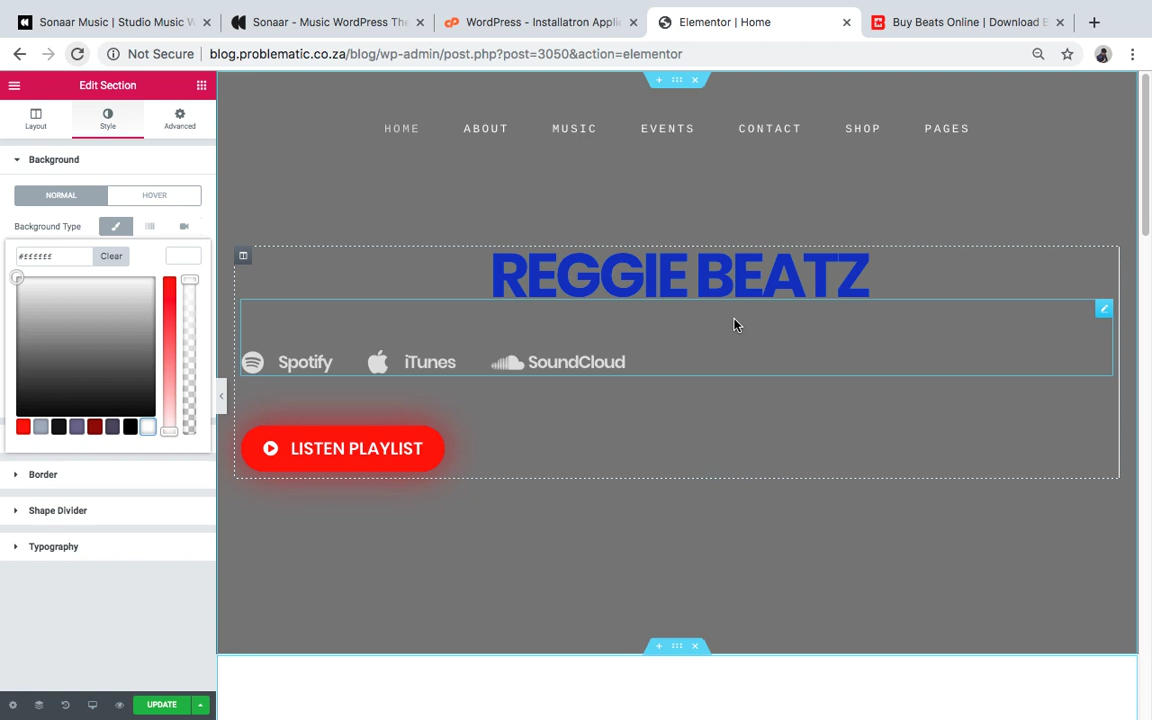 Sonaar Music | Studio Music W
Sonaar - Music WordPress The
WordPress - Installatron Appli
Elementor | Home
Buy Beats Online | Download B
Not Secure
blog.problematic.co.za/blog/wp-admin/post.php?post=3050&action=elementor
Edit Section
Layout
Style
Advanced
Background
NORMAL
HOVER
Background Type
#ffffff
Clear
Border
Shape Divider
Typography
UPDATE
HOME ABOUT MUSIC EVENTS CONTACT SHOP PAGES
REGGIE BEATZ
Spotify iTunes SoundCloud
LISTEN PLAYLIST